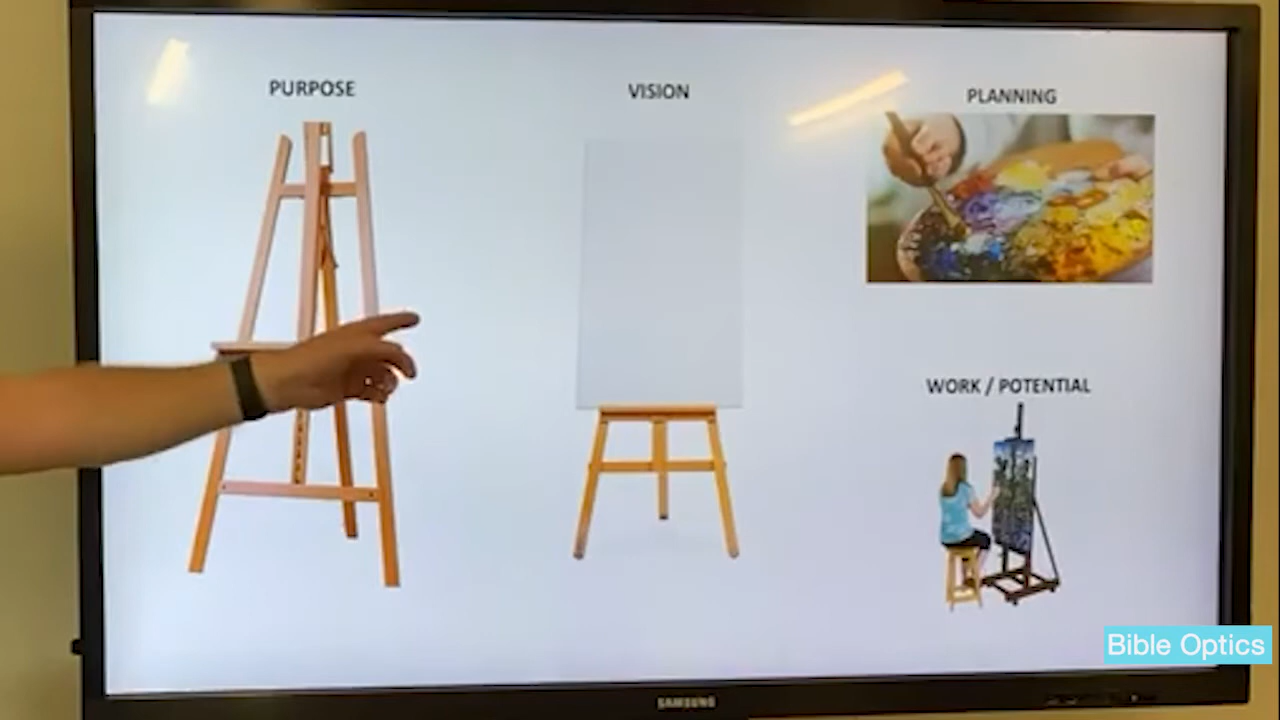 PURPOSE
VISION
PLANNING
WORK / POTENTIAL
Bible Optics
SAMSUNG